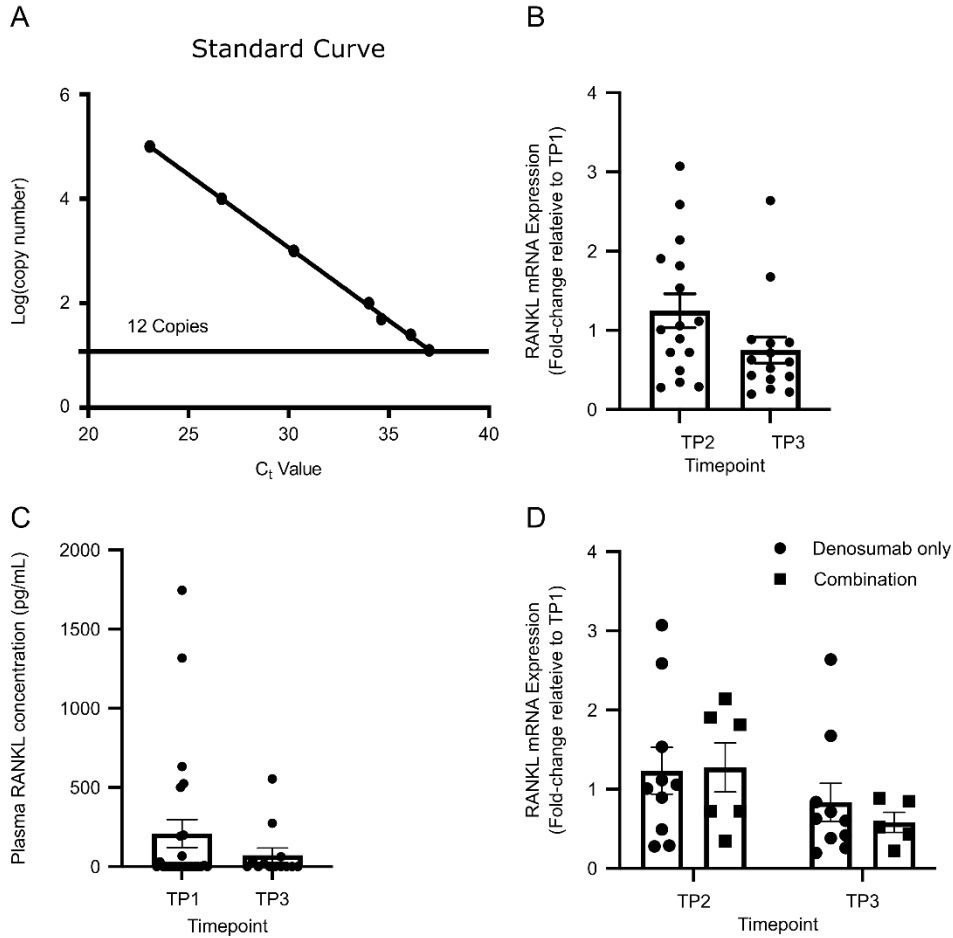 A
Standard Curve
Log(copy number)
6
4
2
0
12 Copies
20
25
30
35
40
Ct Value
B
RANKL mRNA Expression
(Fold-change relateive to TP1)
4
3
2
1
0
TP2
TP3
Timepoint
C
Plasma RANKL concentration (pg/mL)
2000
1500
1000
500
0
TP1
TP3
Timepoint
D
RANKL mRNA Expression
(Fold-change relateive to TP1)
4
3
2
1
0
Denosumab only
Combination
TP2
TP3
Timepoint